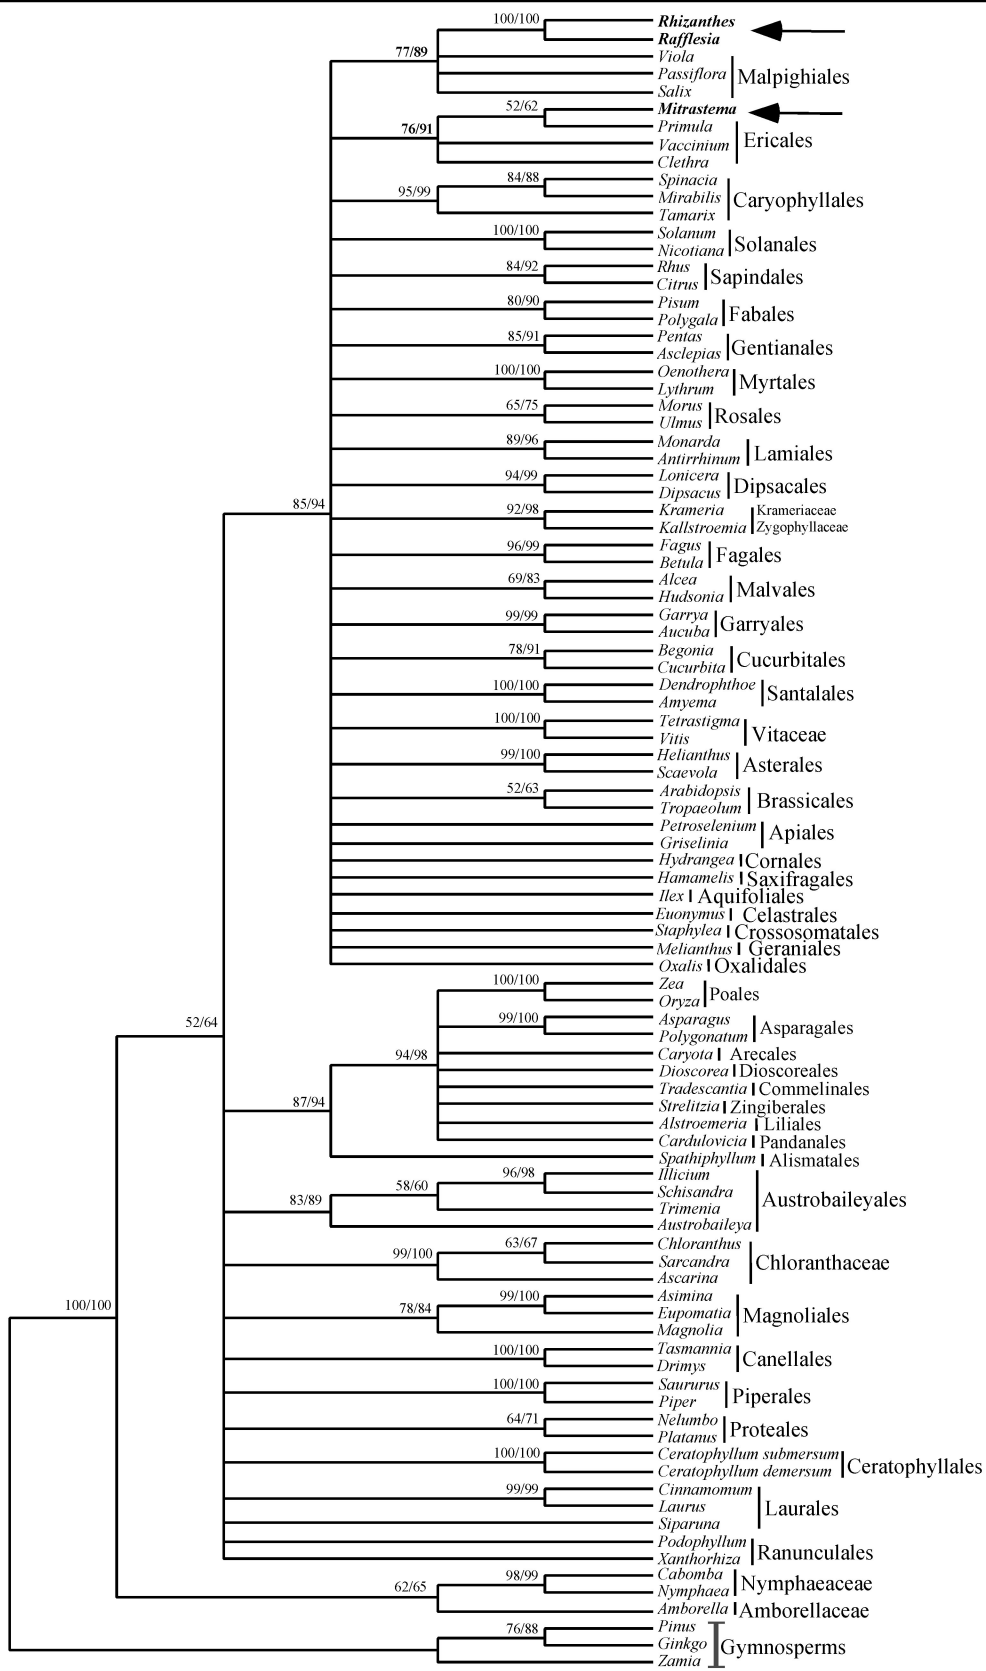 100/100
Rhizanthes
Rafflesia
77/89
Viola
Passiflora
Salix
Malpighiales
52/62
Mitrastema
Primula
76/91
Vaccinium
Clethra
Ericales
84/88
Spinacia
Mirabilis
95/99
Tamarix
Caryophyllales
100/100
Solanum
Nicotiana
Solanales
84/92
Rhus
Citrus
Sapindales
80/90
Pisum
Polygala
Fabales
85/91
Pentas
Asclepias
Gentianales
100/100
Oenothera
Lythrum
Myrtales
65/75
Morus
Ulmus
Rosales
89/96
Monarda
Antirrhinum
Lamiales
94/99
Lonicera
Dipsacus
Dipsacales
85/94
92/98
Krameria
Kallstroemia
Krameriaceae
Zygophyllaceae
96/99
Fagus
Betula
Fagales
69/83
Alcea
Hudsonia
Malvales
99/99
Garrya
Aucuba
Garryales
78/91
Begonia
Cucurbita
Cucurbitales
100/100
Dendrophthoe
Amyema
Santalales
100/100
Tetrastigma
Vitis
Vitaceae
99/100
Helianthus
Scaevola
Asterales
52/63
Arabidopsis
Tropaeolum
Brassicales
Petroselenium
Griselinia
Apiales
Hydrangea
Cornales
Hamamelis
Saxifragales
Ilex
Aquifoliales
Euonymus
Celastrales
Staphylea
Crossosomatales
Melianthus
Geraniales
Oxalis
Oxalidales
100/100
Zea
Oryza
Poales
52/64
99/100
Asparagus
Polygonatum
Asparagales
94/98
Caryota
Arecales
Dioscorea
Dioscoreales
Tradescantia
Commelinales
87/94
Strelitzia
Zingiberales
Alstroemeria
Liliales
Cardulovicia
Pandanales
Spathiphyllum
Alismatales
96/98
Illicium
Schisandra
58/60
Trimenia
83/89
Austrobaileya
Austrobaileyales
63/67
Chloranthus
Sarcandra
99/100
Ascarina
Chloranthaceae
99/100
Asimina
Eupomatia
78/84
Magnolia
Magnoliales
100/100
100/100
Tasmannia
Drimys
Canellales
100/100
Saururus
Piper
Piperales
64/71
Nelumbo
Platanus
Proteales
100/100
Ceratophyllum submersum
Ceratophyllum demersum
Ceratophyllales
99/99
Cinnamomum
Laurus
Siparuna
Laurales
Podophyllum
Xanthorhiza
Ranunculales
98/99
Cabomba
Nymphaea
Nymphaeaceae
62/65
Amborella
Amborellaceae
76/88
Pinus
Ginkgo
Zamia
Gymnosperms